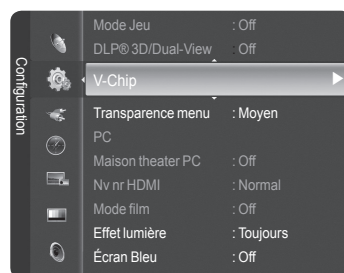 Configuration
Mode Jeu : Off
DLP® 3D/Dual-View : Off
V-Chip
Transparence menu : Moyen
PC
Maison theater PC : Off
Nv nr HDMI : Normal
Mode film : Off
Effet lumière : Toujours
Écran Bleu : Off